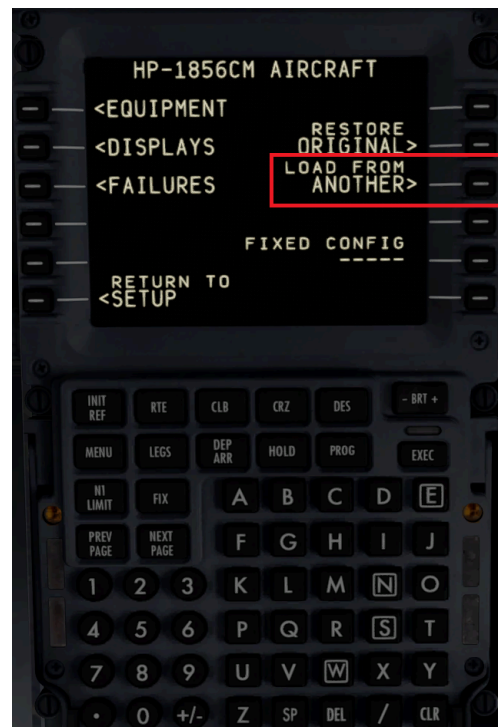 HP-1856CM AIRCRAFT
<EQUIPMENT
RESTORE
<DISPLAYS ORIGINAL>
LOAD FROM
<FAILURES ANOTHER>
FIXED CONFIG
-----
RETURN TO
<SETUP
INIT REF RTE CLB CRZ DES - BRT +
MENU LEGS DEP ARR HOLD PROG EXEC
N1 LIMIT FIX A B C D E
PREV PAGE NEXT PAGE F G H I J
1 2 3 K L M N O
4 5 6 P Q R S T
7 8 9 U V W X Y
. 0 +/- Z SP DEL / CLR